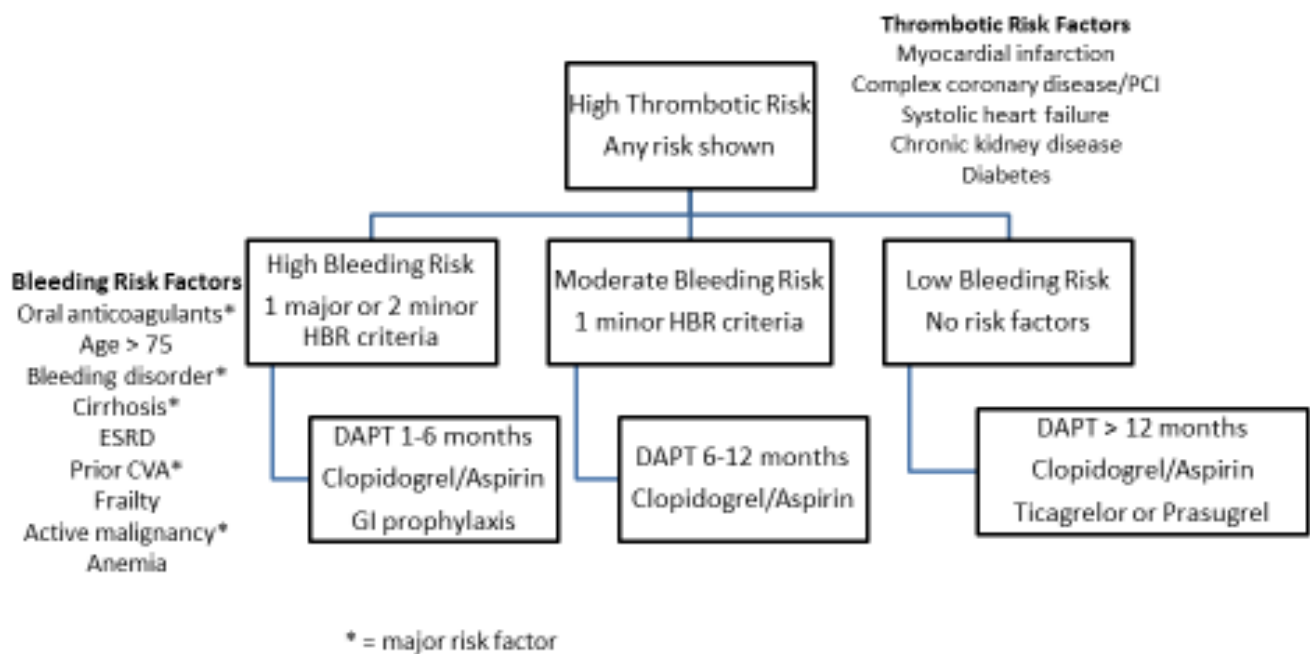 Thrombotic Risk Factors
Myocardial infarction
Complex coronary disease/PCI
Systolic heart failure
Chronic kidney disease
Diabetes
High Thrombotic Risk
Any risk shown
Bleeding Risk Factors
Oral anticoagulants*
Age > 75
Bleeding disorder*
Cirrhosis*
ESRD
Prior CVA*
Frailty
Active malignancy*
Anemia
High Bleeding Risk
1 major or 2 minor
HBR criteria
Moderate Bleeding Risk
1 minor HBR criteria
Low Bleeding Risk
No risk factors
DAPT 1-6 months
Clopidogrel/Aspirin
GI prophylaxis
DAPT 6-12 months
Clopidogrel/Aspirin
DAPT > 12 months
Clopidogrel/Aspirin
Ticagrelor or Prasugrel
* = major risk factor